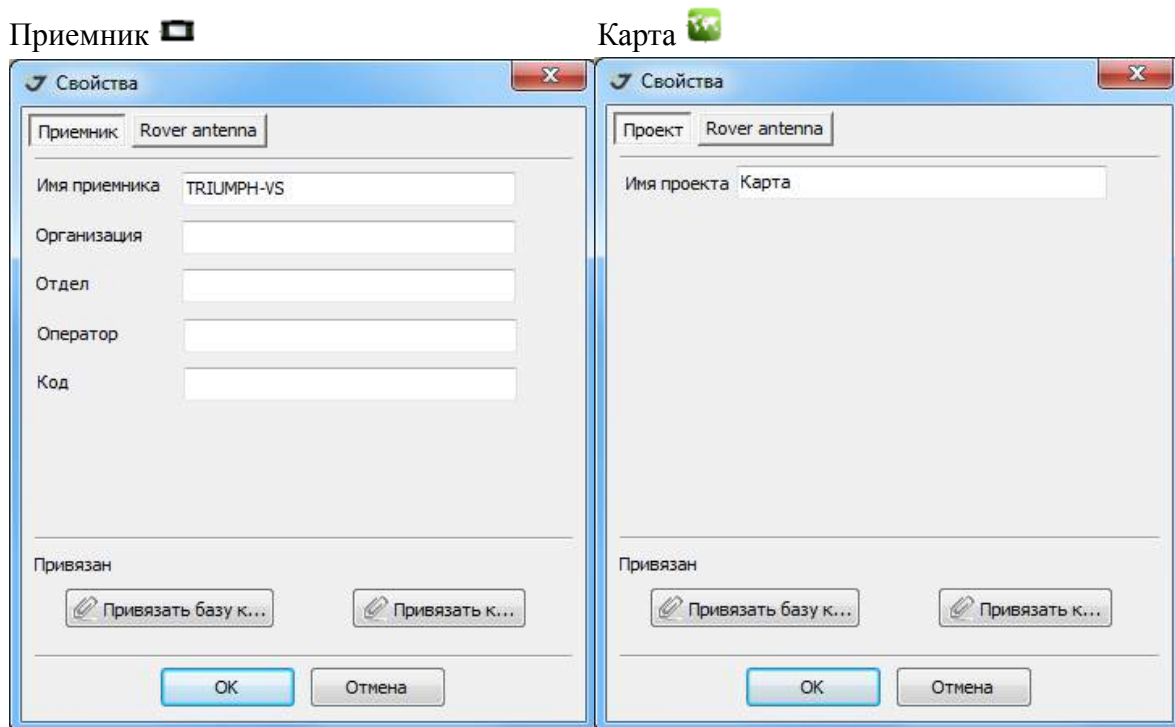 Приемник
Свойства
Приемник Rover antenna
Имя приемника TRIUMPH-VS
Организация
Отдел
Оператор
Код
Привязан
Привязать базу к... Привязать к...
OK Отмена
Карта
Свойства
Проект Rover antenna
Имя проекта Карта
Привязан
Привязать базу к... Привязать к...
OK Отмена